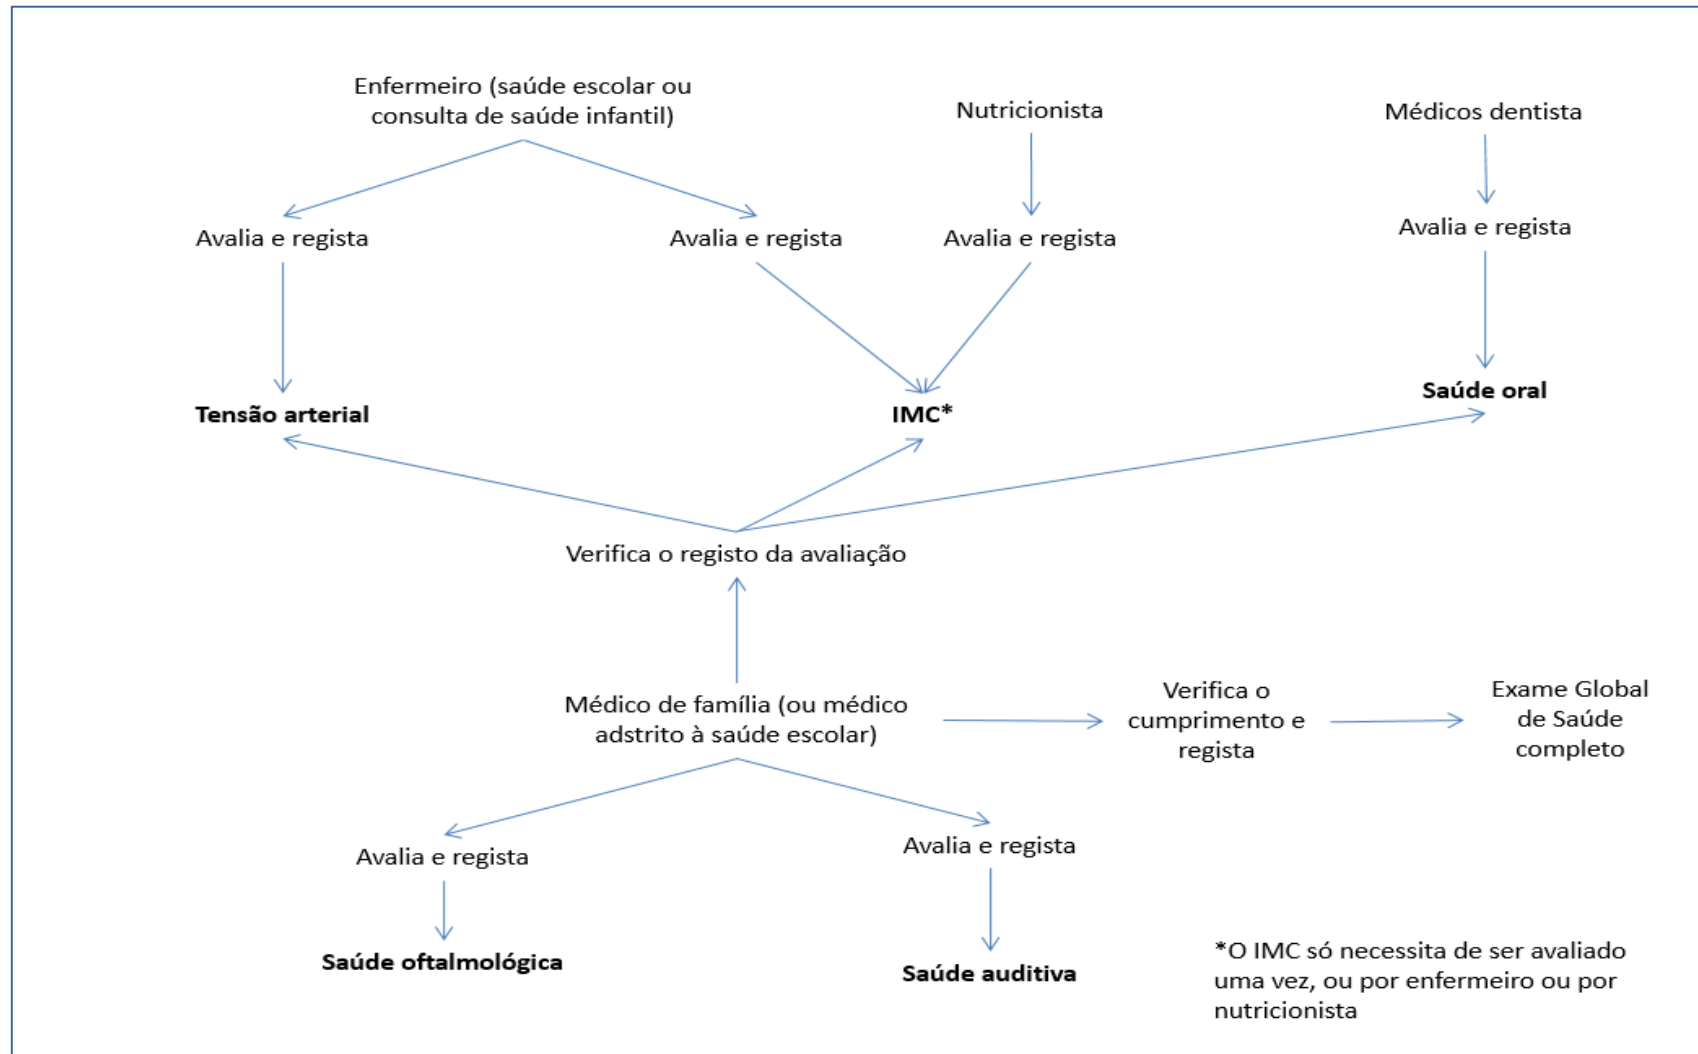 Enfermeiro (saúde escolar ou
consulta de saúde infantil)
Nutricionista
Médicos dentista
Avalia e regista
Avalia e regista
Avalia e regista
Avalia e regista
Tensão arterial
IMC*
Saúde oral
Verifica o registo da avaliação
Médico de família (ou médico
adstrito à saúde escolar)
Verifica o
cumprimento e
regista
Exame Global
de Saúde
completo
Avalia e regista
Avalia e regista
Saúde oftalmológica
Saúde auditiva
*O IMC só necessita de ser avaliado
uma vez, ou por enfermeiro ou por
nutricionista